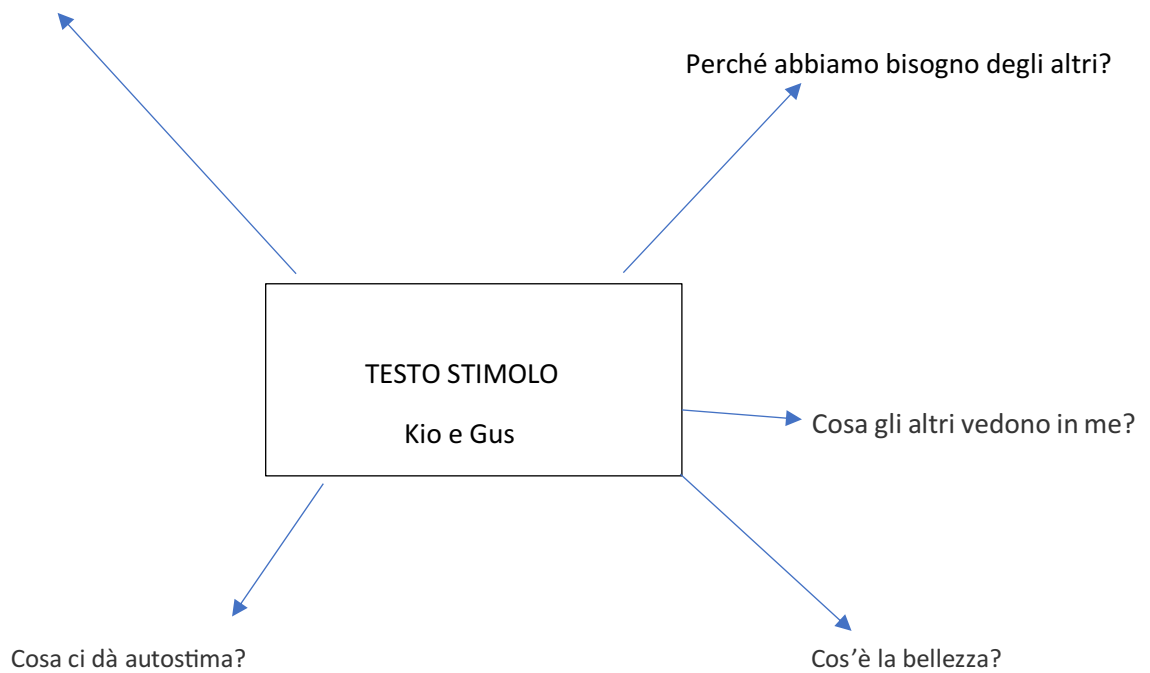 Perché abbiamo bisogno degli altri?
TESTO STIMOLO
Kio e Gus
Cosa gli altri vedono in me?
Cosa ci dà autostima?
Cos’è la bellezza?